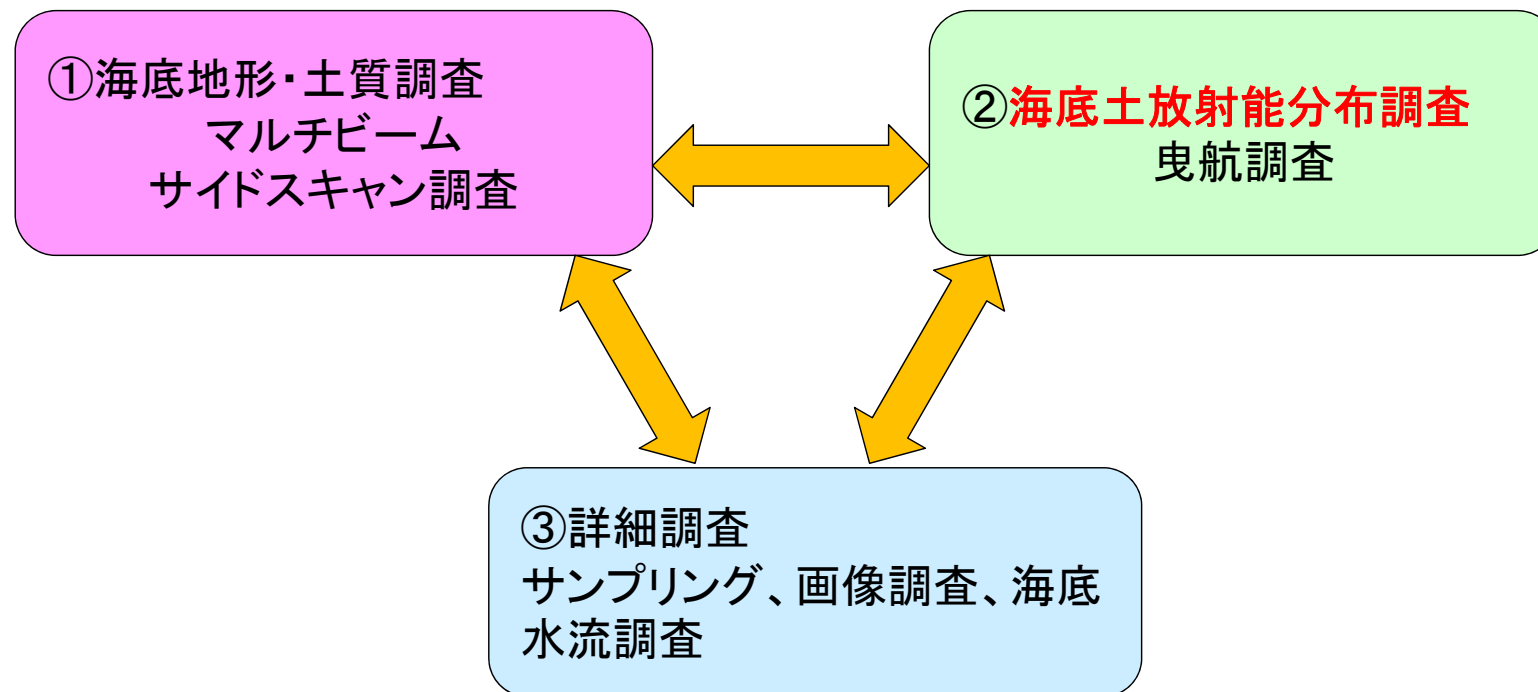 ①海底地形・土質調査
マルチビーム
サイドスキャン調査
②海底土放射能分布調査
曳航調査
③詳細調査
サンプリング、画像調査、海底
水流調査